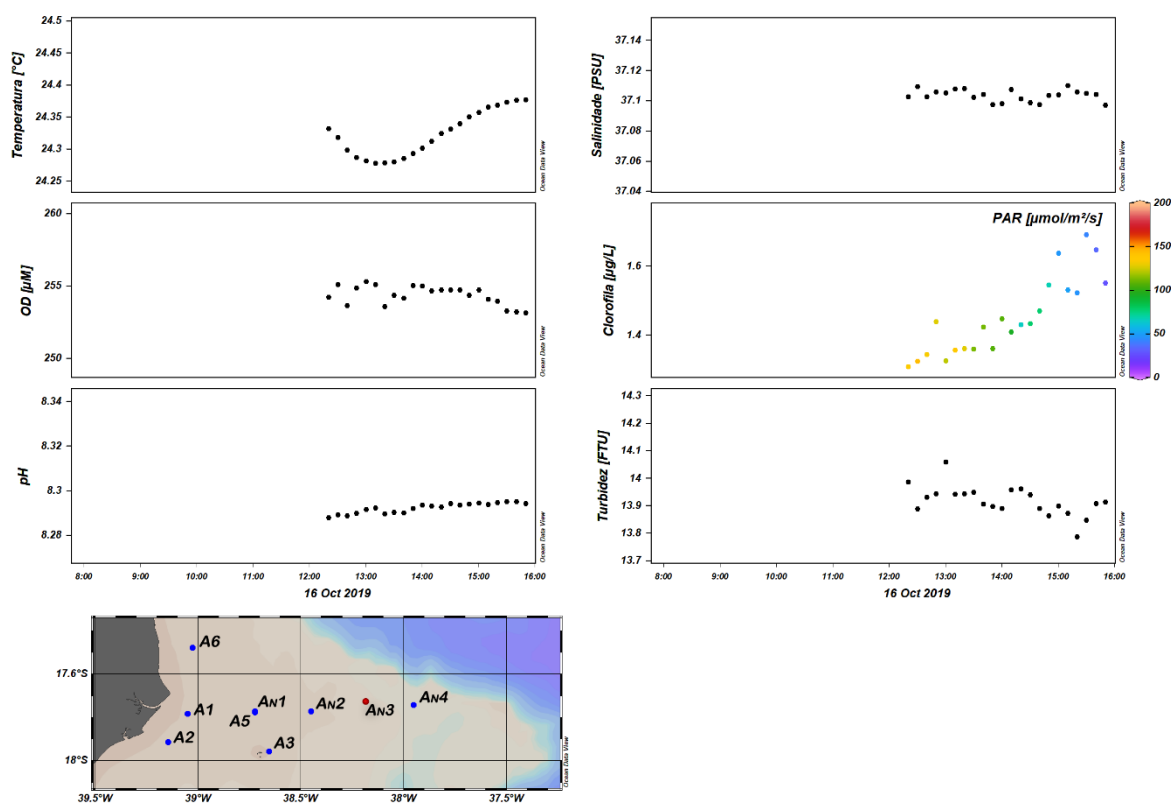 24.5
24.45
24.4
24.35
24.3
24.25
Temperatura [°C]
Ocean Data View
37.14
37.12
37.1
37.08
37.06
37.04
Salinidade [PSU]
Ocean Data View
260
255
250
OD [µM]
Ocean Data View
1.6
1.4
Clorofila [µg/L]
PAR [µmol/m²/s]
Ocean Data View
200
150
100
50
0
8.34
8.32
8.3
8.28
pH
Ocean Data View
8:00 9:00 10:00 11:00 12:00 13:00 14:00 15:00 16:00
16 Oct 2019
14.3
14.2
14.1
14
13.9
13.8
13.7
Turbidez [FTU]
Ocean Data View
8:00 9:00 10:00 11:00 12:00 13:00 14:00 15:00 16:00
16 Oct 2019
A6
17.6°S
A1
AN1
A5
AN2
AN3
AN4
A2
A3
18°S
Ocean Data View
39.5°W 39°W 38.5°W 38°W 37.5°W